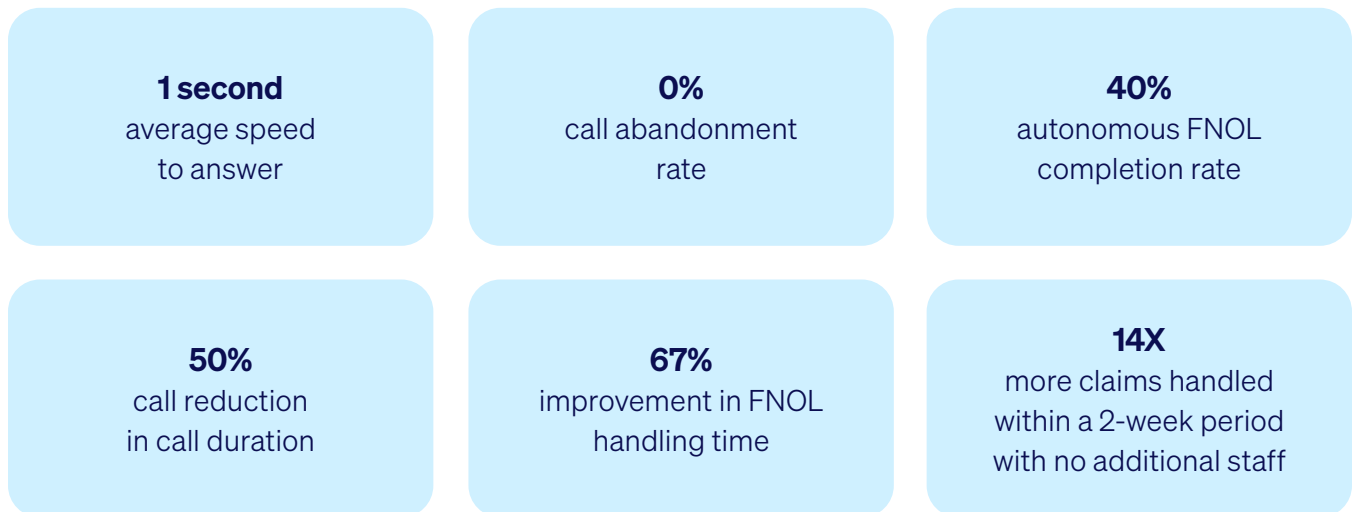 1 second
average speed
to answer
0%
call abandonment
rate
40%
autonomous FNOL
completion rate
50%
call reduction
in call duration
67%
improvement in FNOL
handling time
14X
more claims handled
within a 2-week period
with no additional staff